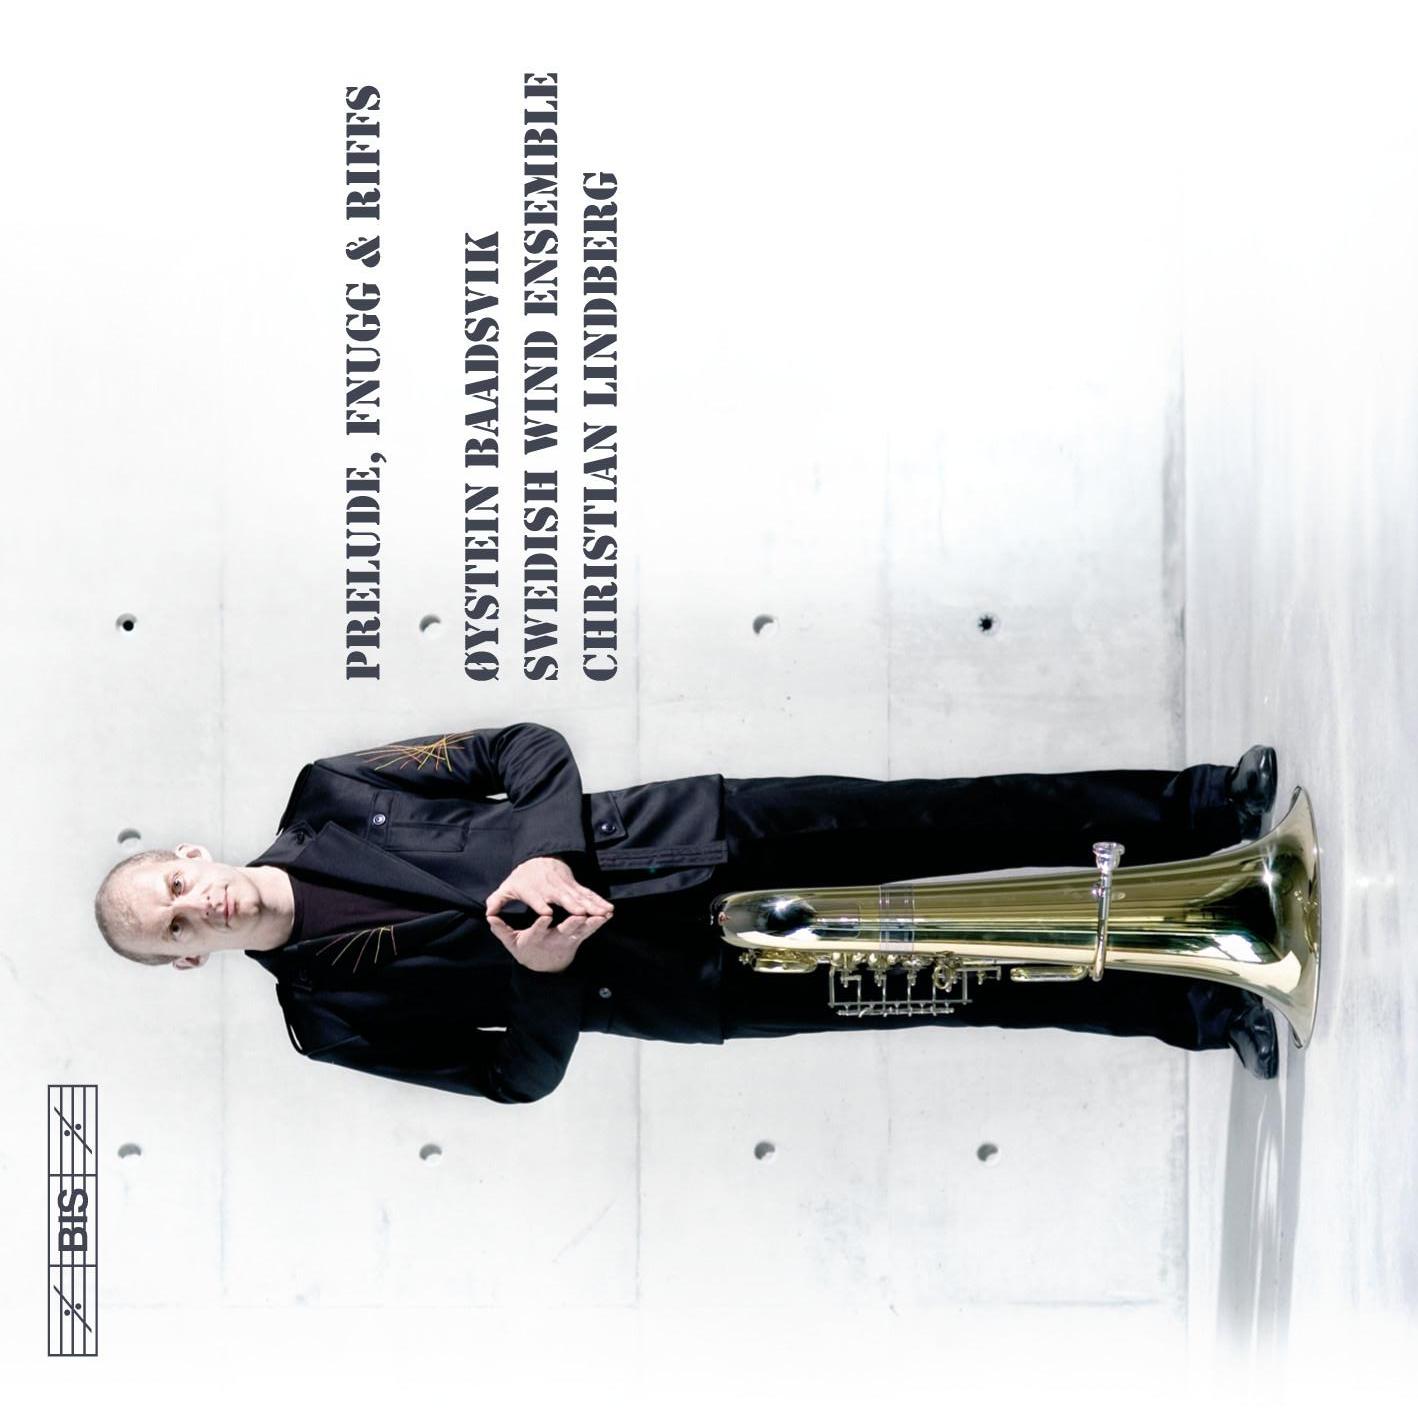 BIS
PRELUDE, FNUGG & RIFFS
ØYSTEIN BAADSVIK
SWEDISH WIND ENSEMBLE
CHRISTIAN LINDBERG